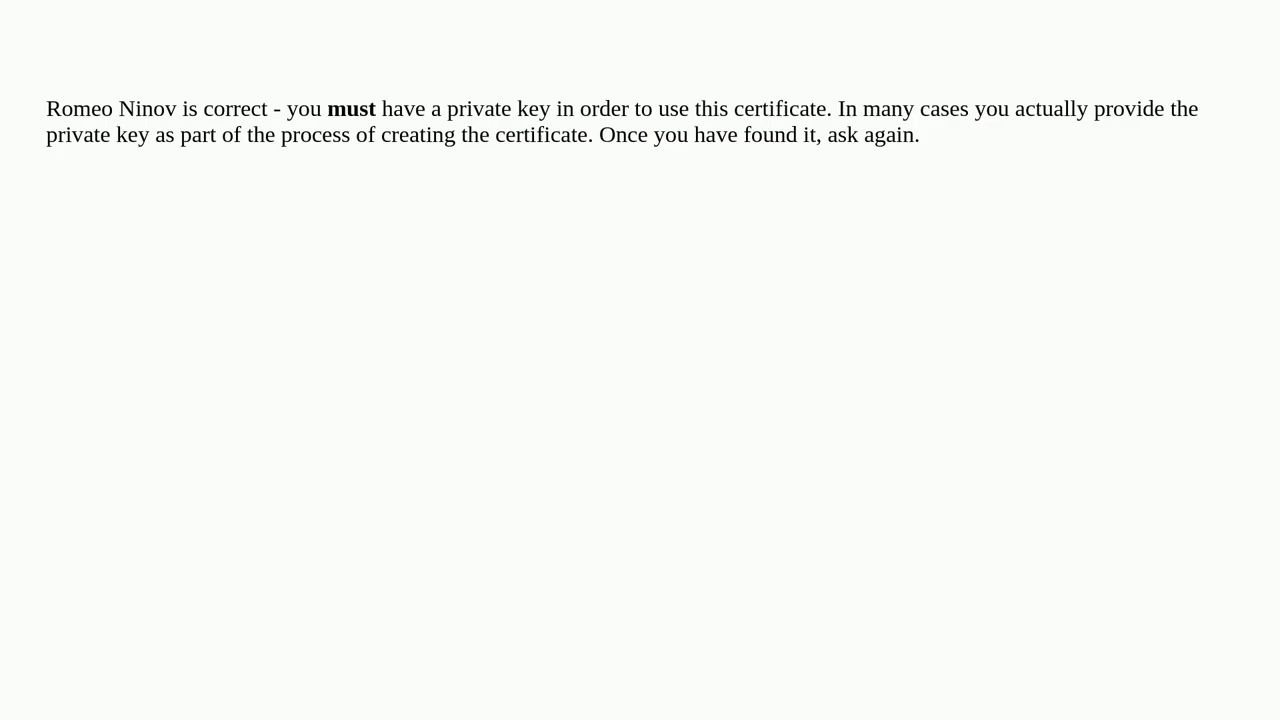 Romeo Ninov is correct - you must have a private key in order to use this certificate. In many cases you actually provide the
private key as part of the process of creating the certificate. Once you have found it, ask again.